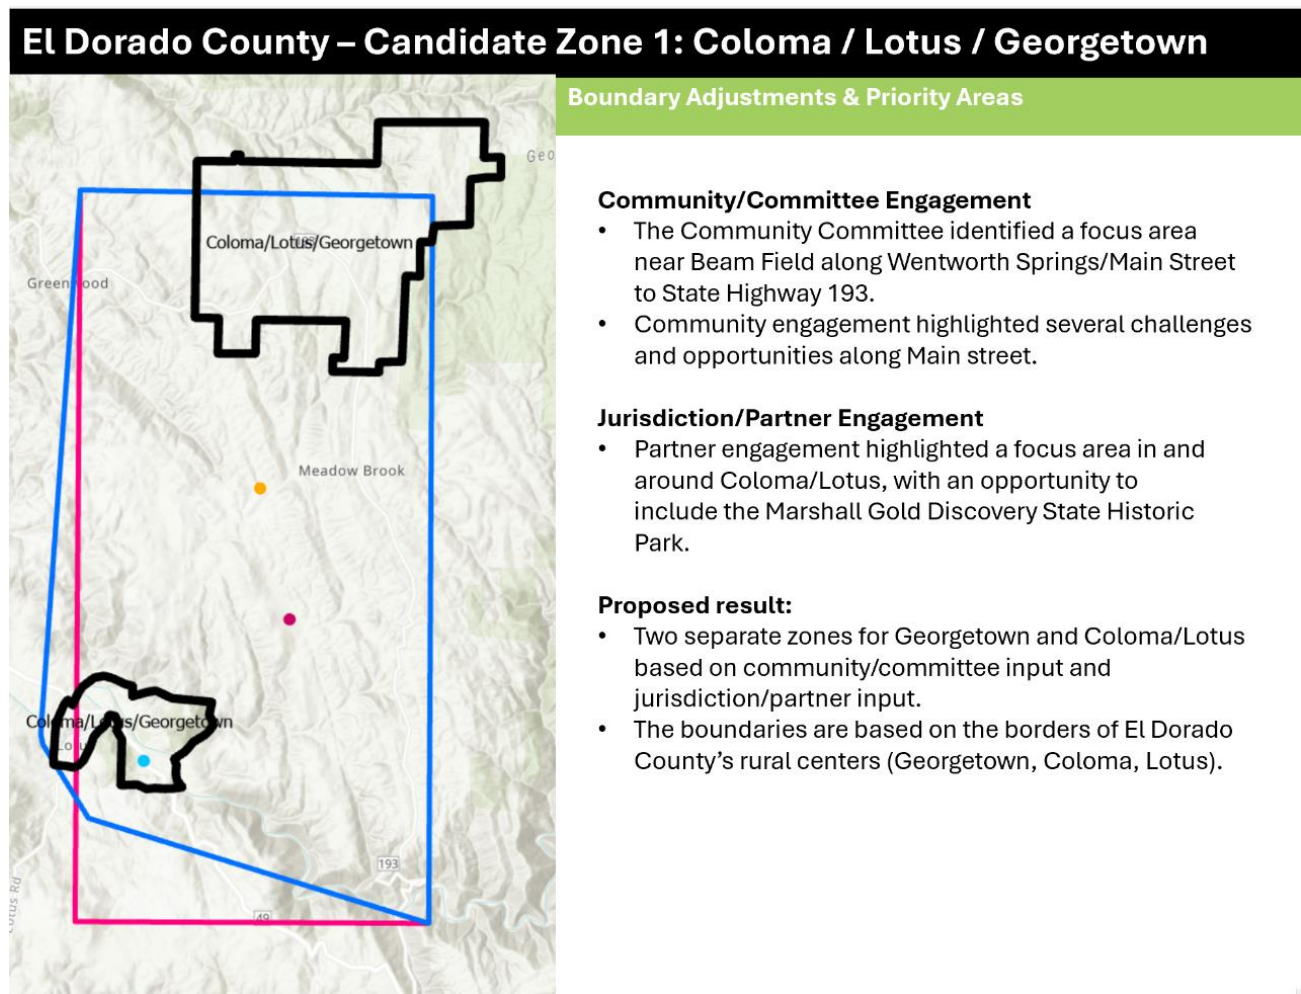 El Dorado County – Candidate Zone 1: Coloma / Lotus / Georgetown
Boundary Adjustments & Priority Areas
Geo
Coloma/Lotus/Georgetown
Greenwood
Meadow Brook
Coloma/Lotus/Georgetown
Lotus
193
49
Lotus Rd
Community/Committee Engagement
• The Community Committee identified a focus area
near Beam Field along Wentworth Springs/Main Street
to State Highway 193.
• Community engagement highlighted several challenges
and opportunities along Main street.
Jurisdiction/Partner Engagement
• Partner engagement highlighted a focus area in and
around Coloma/Lotus, with an opportunity to
include the Marshall Gold Discovery State Historic
Park.
Proposed result:
• Two separate zones for Georgetown and Coloma/Lotus
based on community/committee input and
jurisdiction/partner input.
• The boundaries are based on the borders of El Dorado
County’s rural centers (Georgetown, Coloma, Lotus).